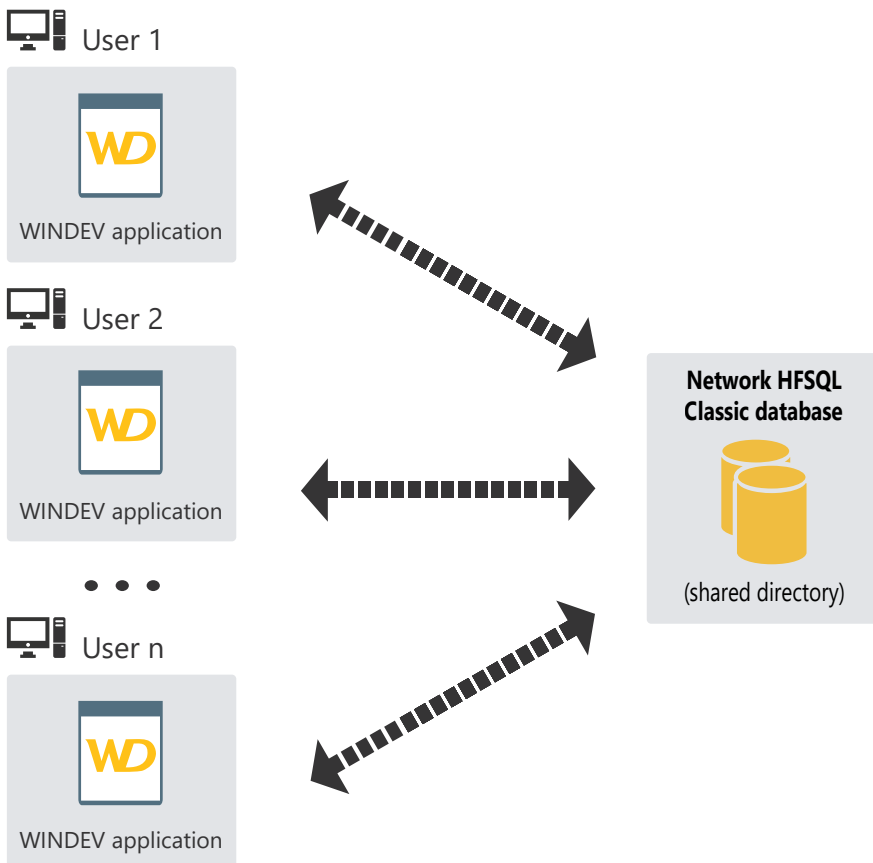 User 1
WD
WINDEV application
User 2
WD
WINDEV application
• • •
User n
WD
WINDEV application
Network HFSQL
Classic database
(shared directory)